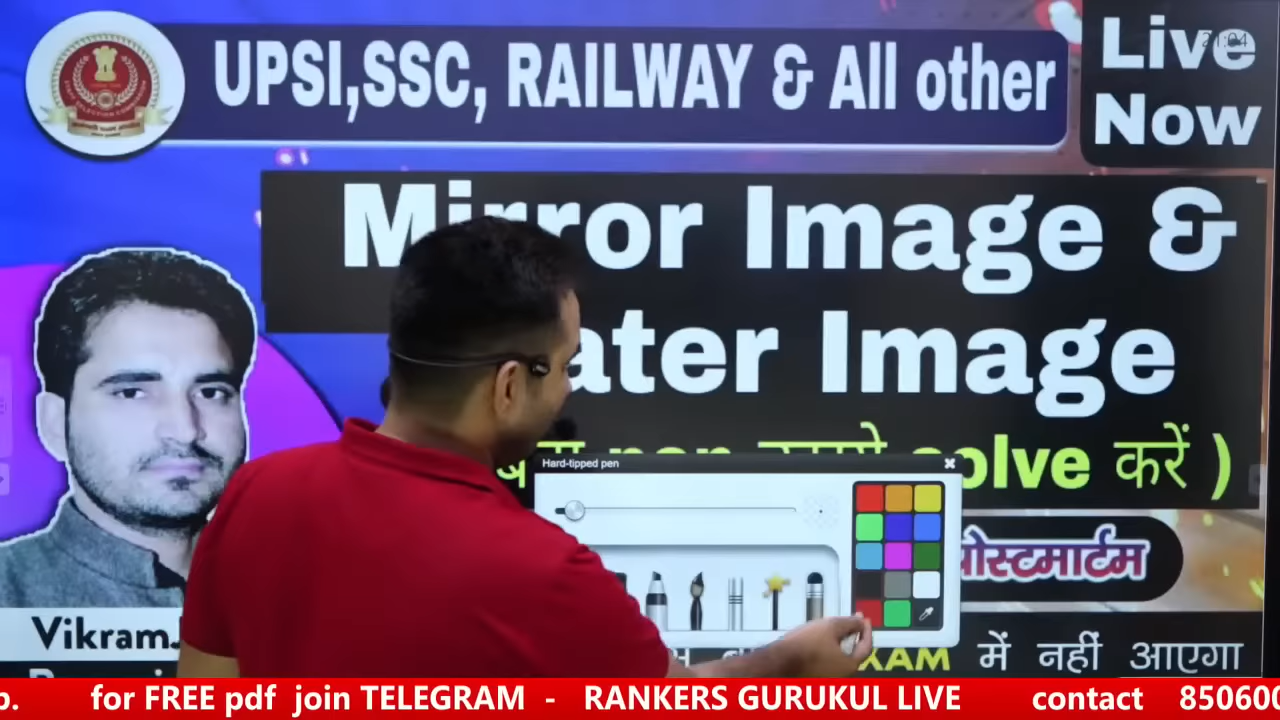 UPSI,SSC, RAILWAY & All other
Live
Now
Mirror Image &
ater Image
olve करें )
Hard-tipped pen
पोस्टमार्टम
Vikram
XAM में नहीं आएगा
p. for FREE pdf join TELEGRAM - RANKERS GURUKUL LIVE contact 850600